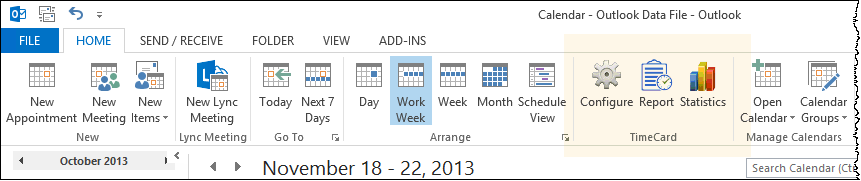 Calendar - Outlook Data File - Outlook
FILE HOME SEND / RECEIVE FOLDER VIEW ADD-INS
New Appointment
New Meeting
New Items
New Lync Meeting
Today
Next 7 Days
Day
Work Week
Week
Month
Schedule View
Configure
Report
Statistics
Open Calendar
Calendar Groups
New
Lync Meeting
Go To
Arrange
TimeCard
Manage Calendars
October 2013
November 18 - 22, 2013
Search Calendar (Ct